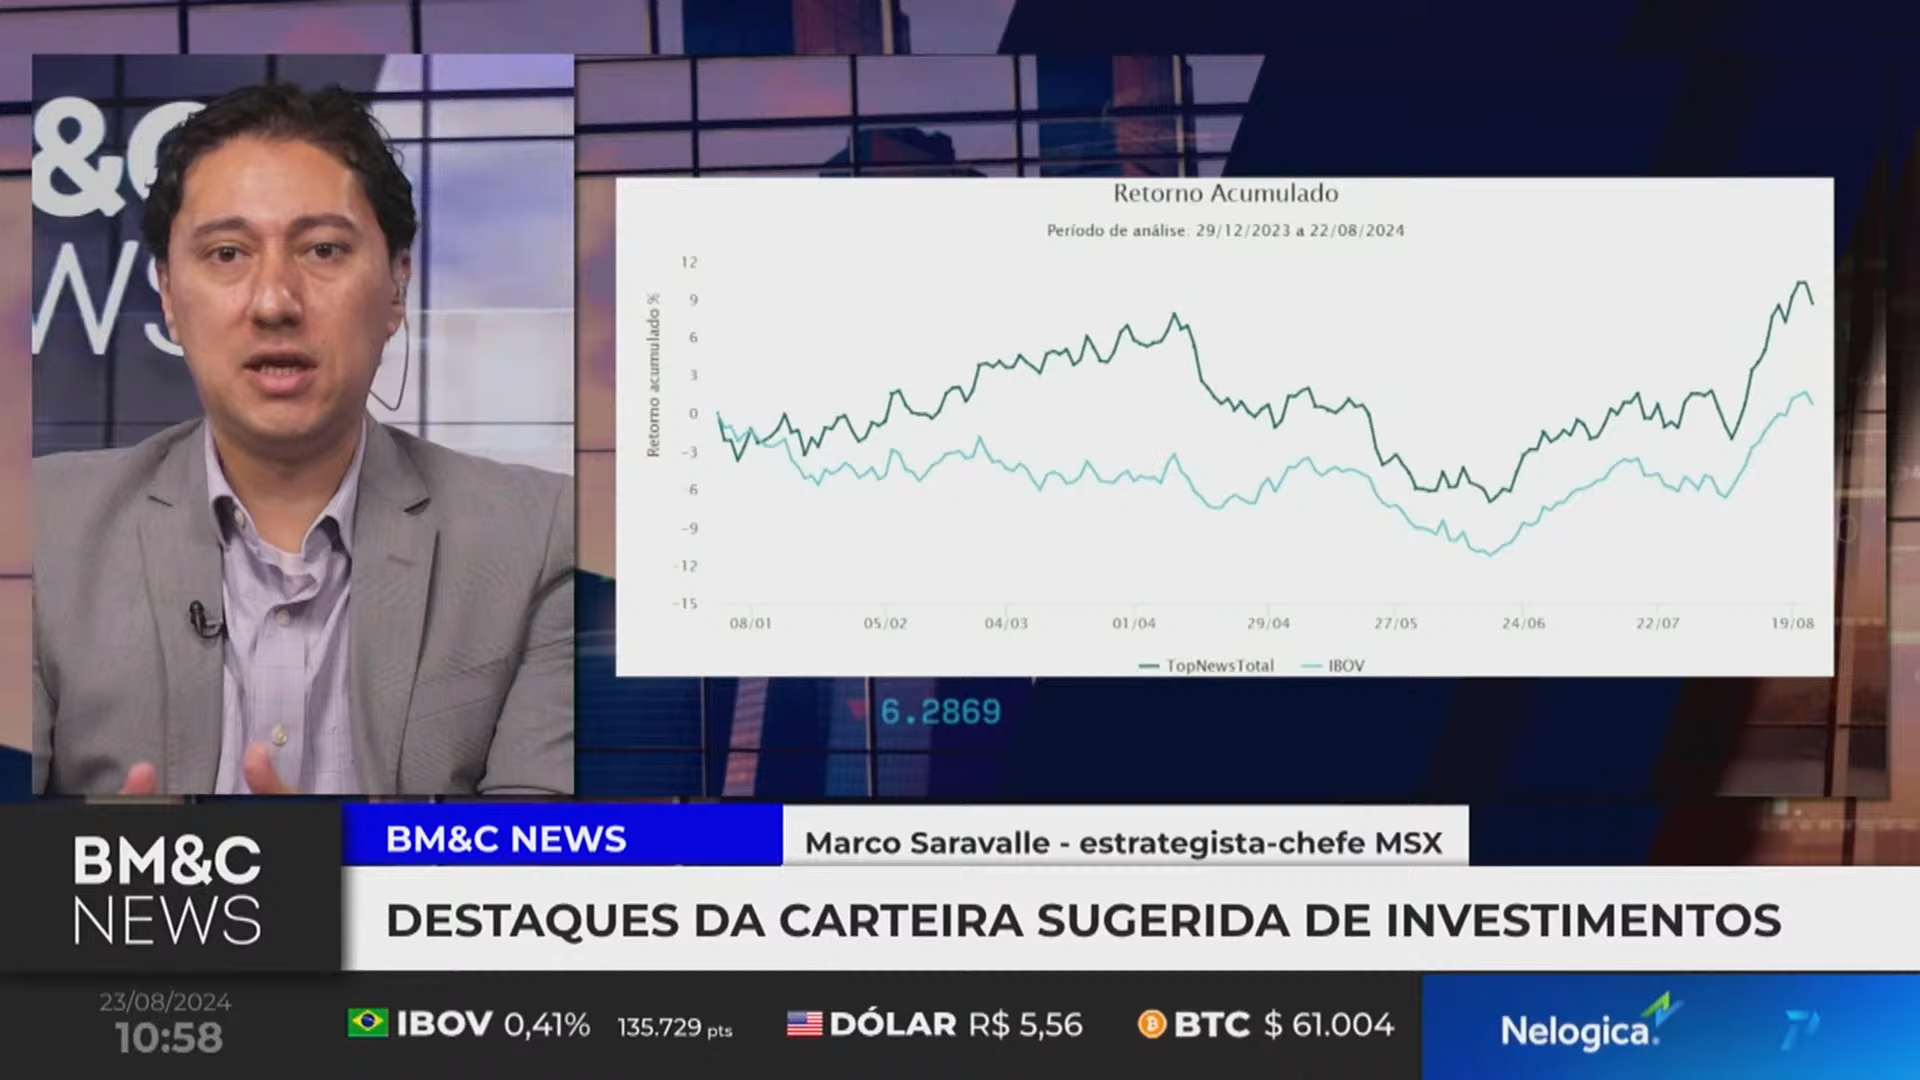 &C
WS
Retorno Acumulado
Período de análise: 29/12/2023 a 22/08/2024
Retorno acumulado %
12
9
6
3
0
-3
-6
-9
-12
-15
08/01
05/02
04/03
01/04
29/04
27/05
24/06
22/07
19/08
TopNewsTotal
IBOV
6.2869
BM&C NEWS
Marco Saravalle - estrategista-chefe MSX
BM&C
NEWS
DESTAQUES DA CARTEIRA SUGERIDA DE INVESTIMENTOS
23/08/2024
10:58
IBOV 0,41% 135.729 pts
DÓLAR R$ 5,56
BTC $ 61.004
Nelogica.